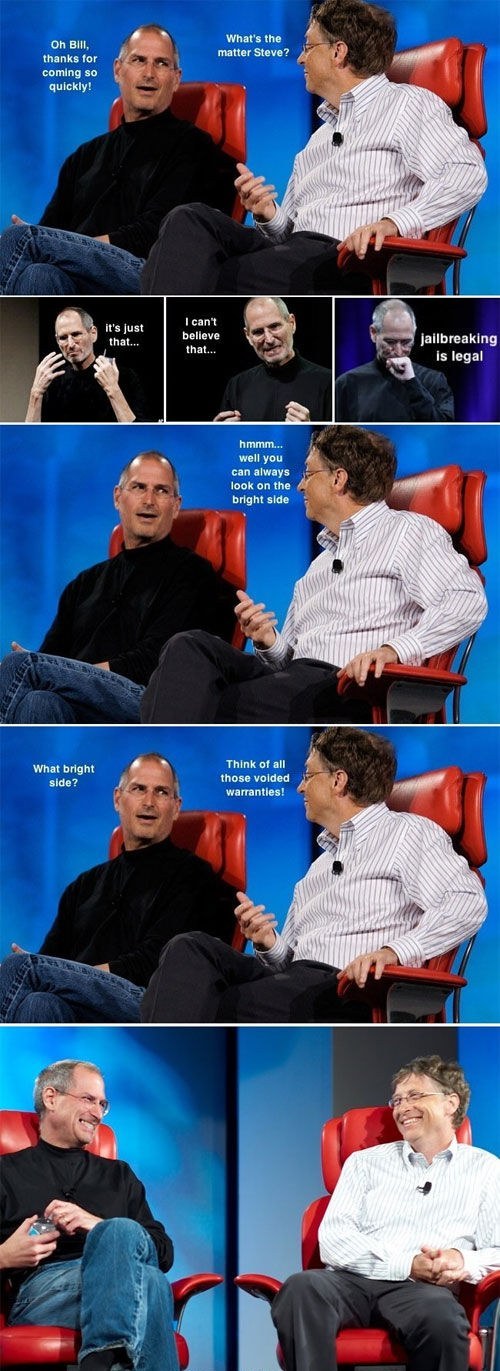 Oh Bill,
thanks for
coming so
quickly!
What's the
matter Steve?
it's just
that...
I can't
believe
that...
jailbreaking
is legal
hmmm...
well you
can always
look on the
bright side
What bright
side?
Think of all
those voided
warranties!